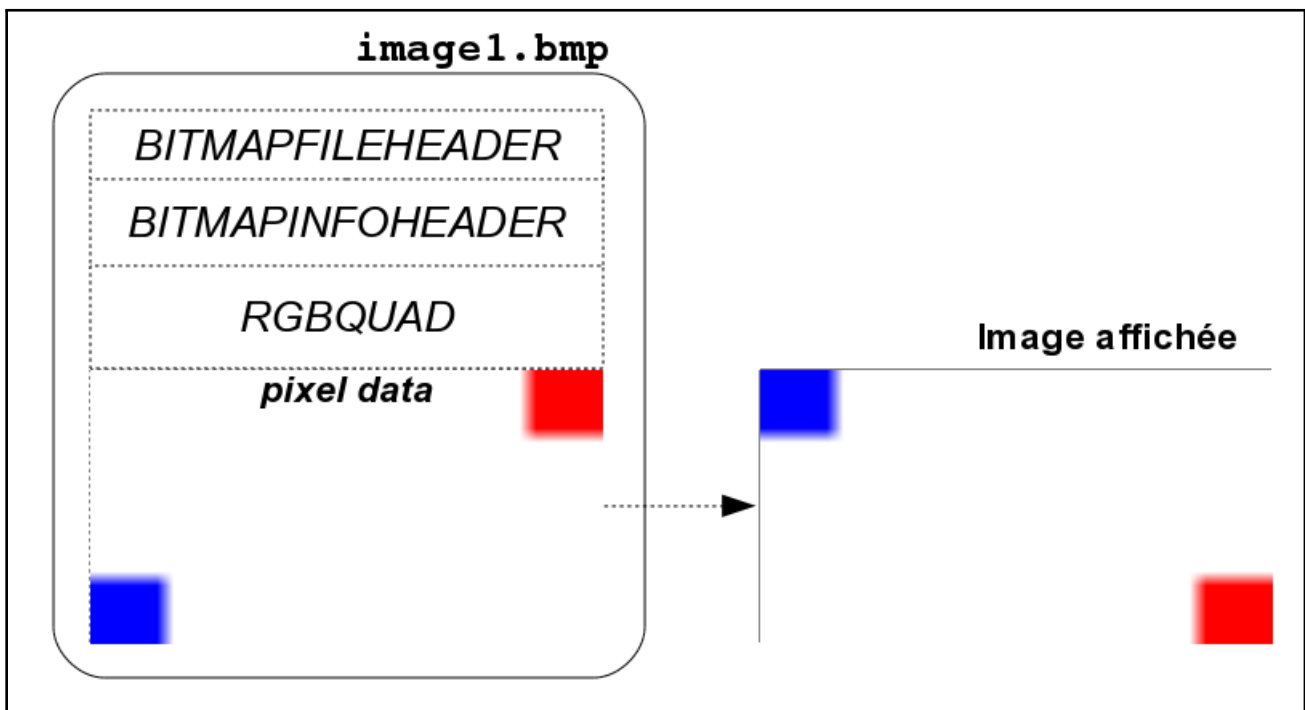 image1.bmp
BITMAPFILEHEADER
BITMAPINFOHEADER
RGBQUAD
pixel data
Image affichée